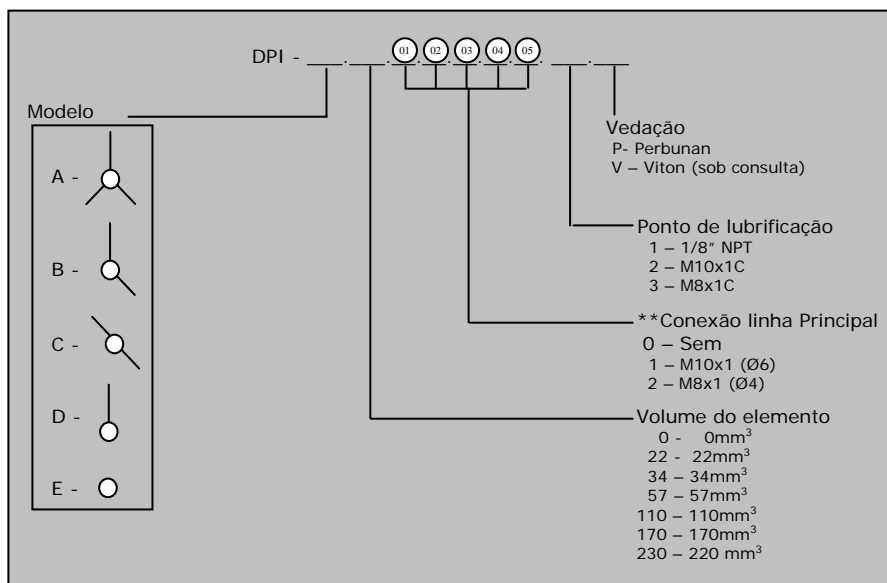 DPI - ___.___.01.02.03.04.05.___.___
Modelo
A -
B -
C -
D -
E -
Vedação
P- Perbunan
V – Viton (sob consulta)
Ponto de lubrificação
1 – 1/8″ NPT
2 – M10x1C
3 – M8x1C
**Conexão linha Principal
0 – Sem
1 – M10x1 (Ø6)
2 – M8x1 (Ø4)
Volume do elemento
0 - 0mm³
22 - 22mm³
34 – 34mm³
57 – 57mm³
110 – 110mm³
170 – 170mm³
230 – 220 mm³